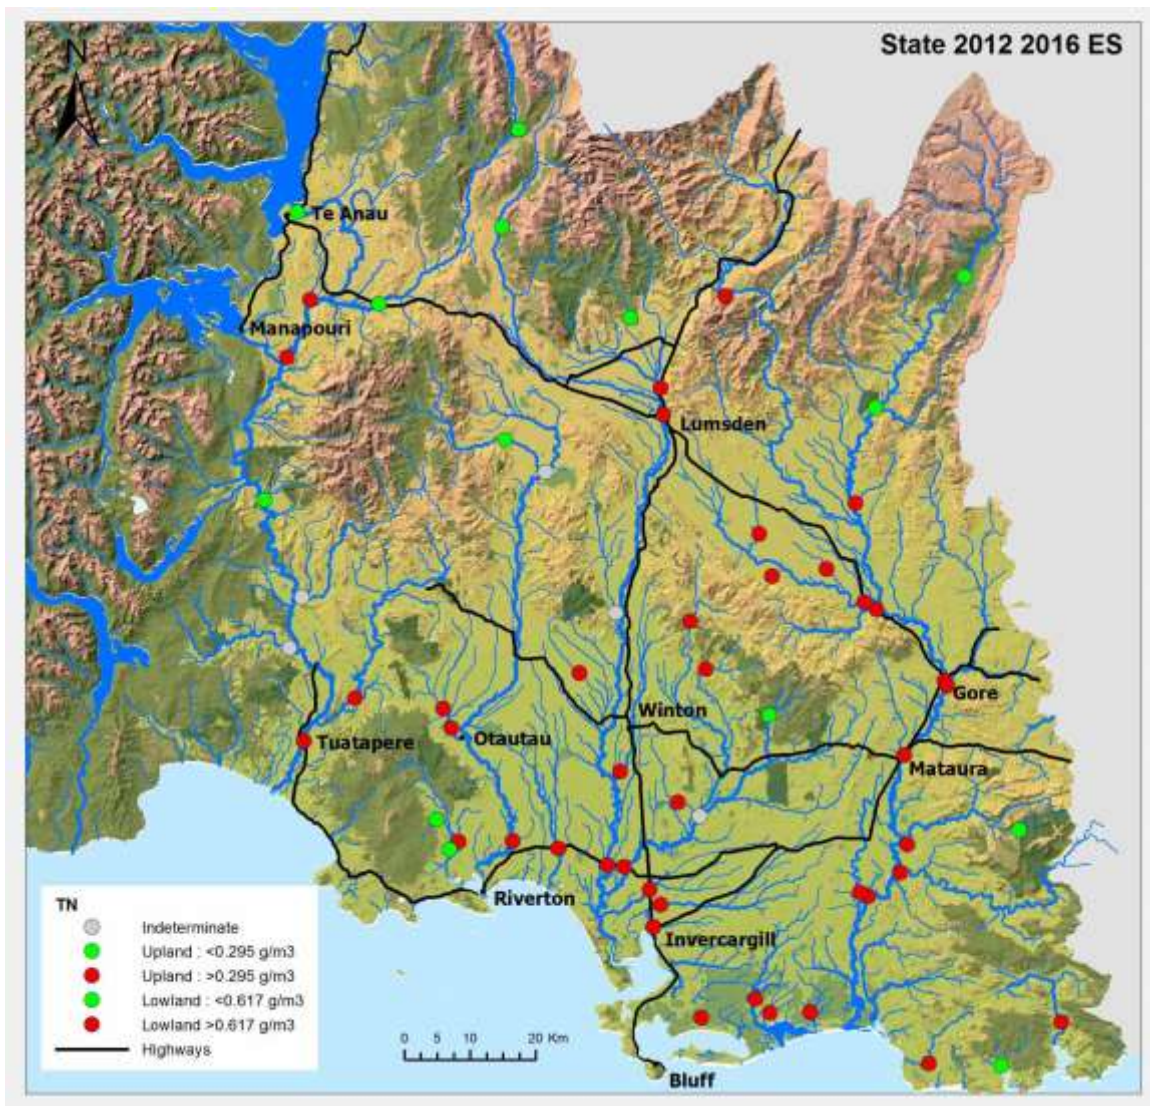 State 2012 2016 ES
N
Te Anau
Manapouri
Lumsden
Gore
Winton
Otautau
Tuatapere
Mataura
Riverton
Invercargill
Bluff
TN
Indeterminate
Upland : <0.295 g/m3
Upland : >0.295 g/m3
Lowland : <0.617 g/m3
Lowland >0.617 g/m3
Highways
0 5 10 20 Km